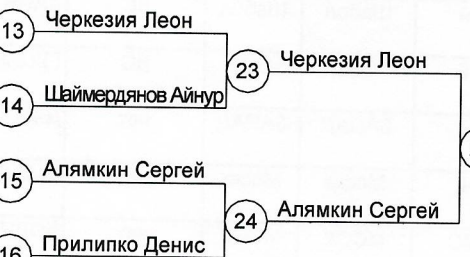 13 Черкезия Леон
23 Черкезия Леон
14 Шаймердянов Айнур
15 Алямкин Сергей
24 Алямкин Сергей
16 Прилипко Денис